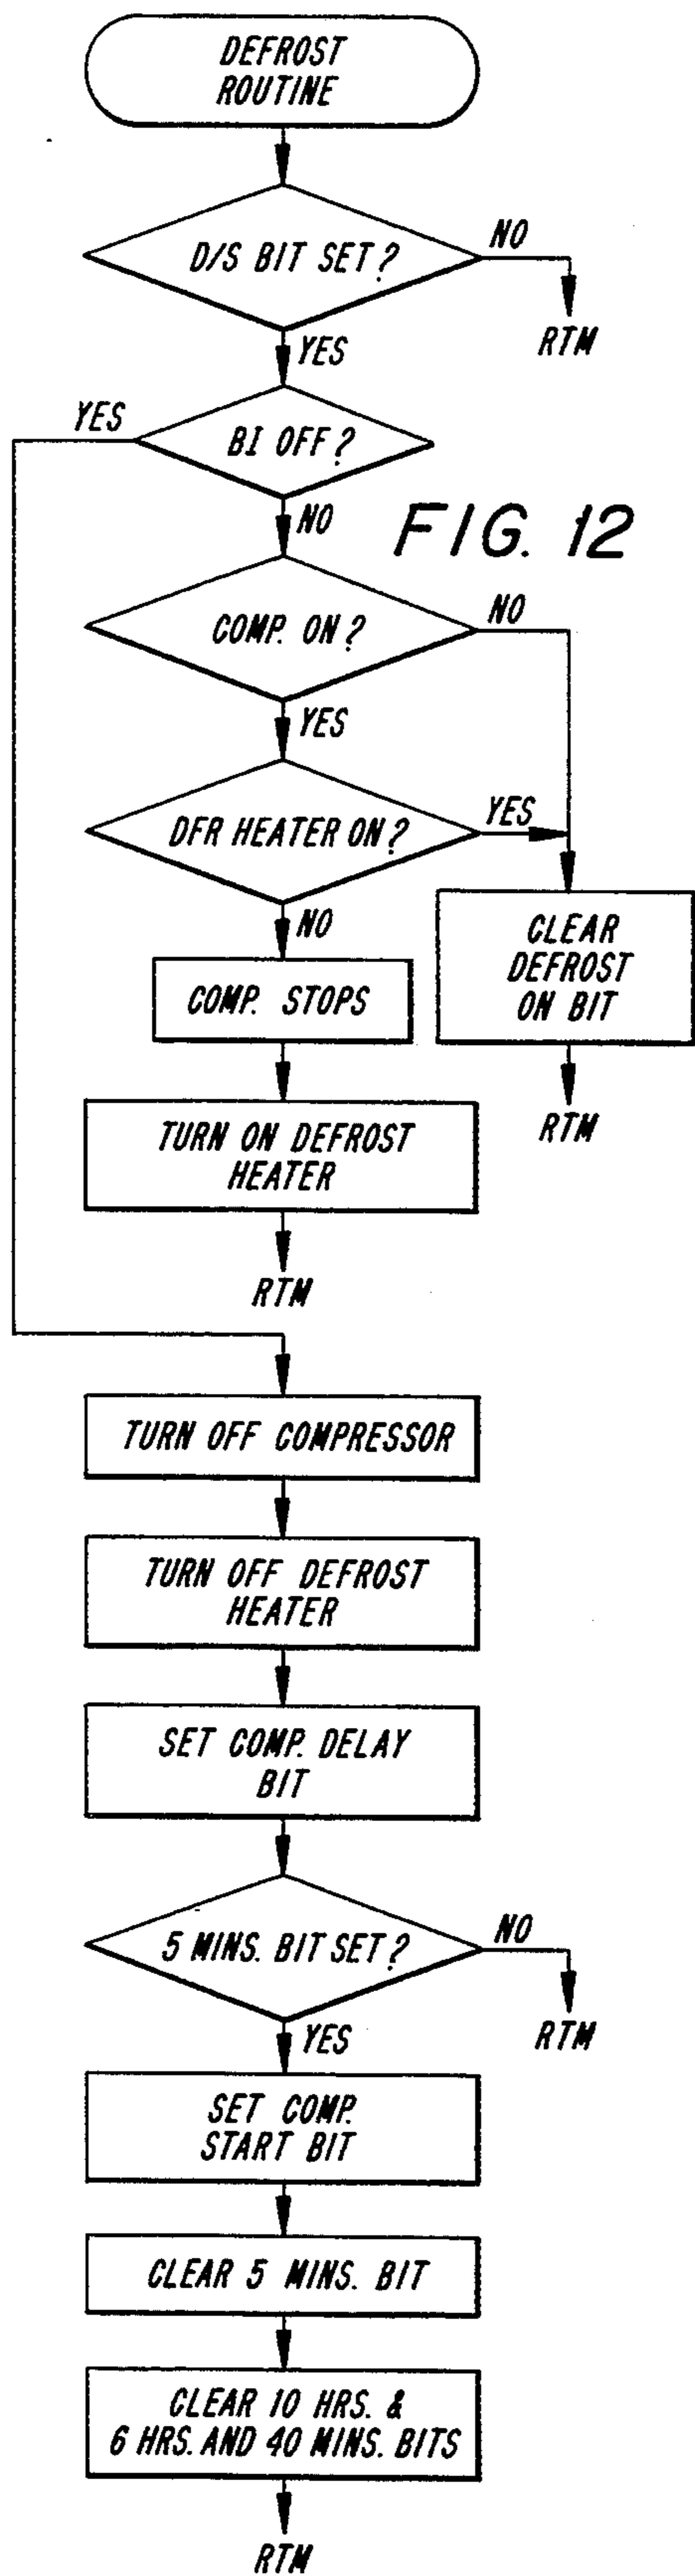 DEFROST
ROUTINE
D/S BIT SET?
NO
RTM
YES
YES
BI OFF?
NO
FIG. 12
COMP. ON?
NO
YES
DFR HEATER ON?
YES
NO
CLEAR
DEFROST
ON BIT
COMP. STOPS
RTM
TURN ON DEFROST
HEATER
RTM
TURN OFF COMPRESSOR
TURN OFF DEFROST
HEATER
SET COMP. DELAY
BIT
5 MINS. BIT SET?
NO
RTM
YES
SET COMP.
START BIT
CLEAR 5 MINS. BIT
CLEAR 10 HRS. &
6 HRS. AND 40 MINS. BITS
RTM